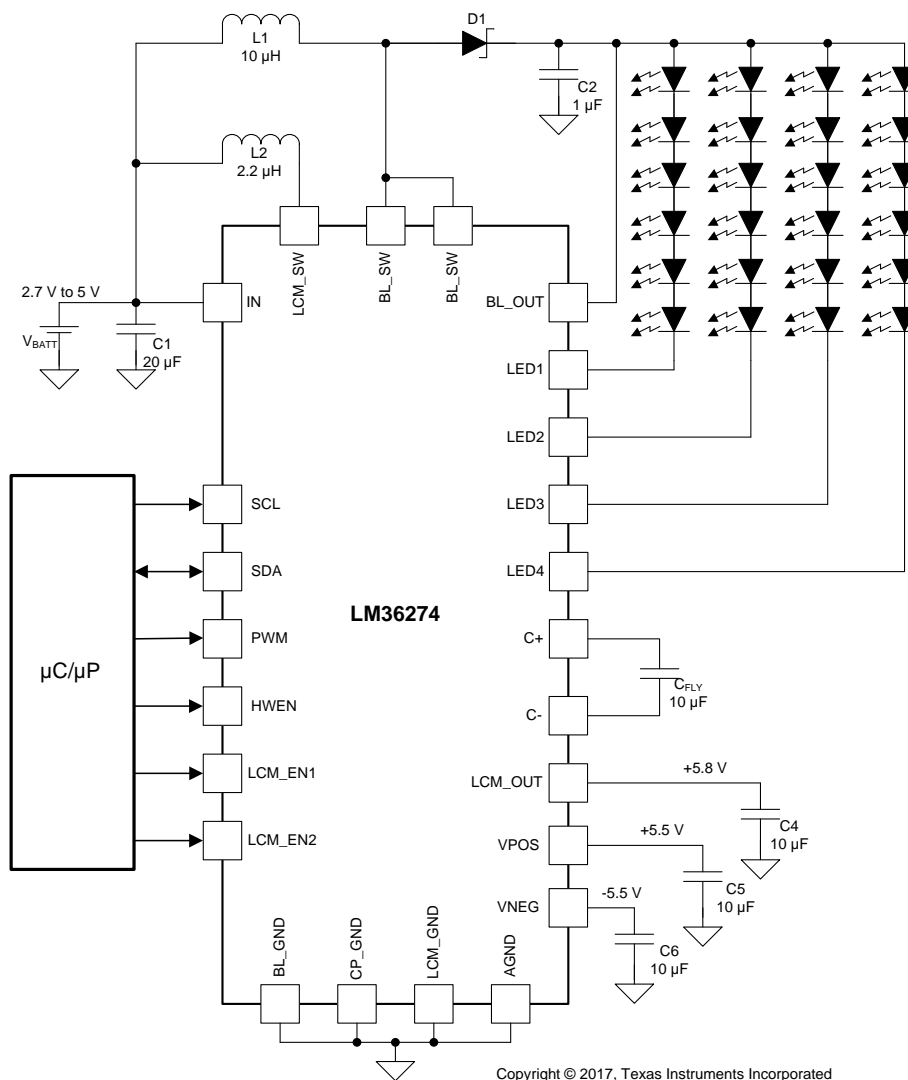 D1
L1
10 µH
C2
1 µF
L2
2.2 µH
LCM_SW
BL_SW
BL_SW
2.7 V to 5 V
IN
BL_OUT
VBATT
C1
20 µF
LED1
LED2
SCL
LED3
SDA
LED4
LM36274
µC/µP
PWM
C+
CFLY
10 µF
HWEN
C-
LCM_EN1
LCM_OUT
+5.8 V
C4
10 µF
LCM_EN2
VPOS
+5.5 V
C5
10 µF
VNEG
-5.5 V
C6
10 µF
BL_GND
CP_GND
LCM_GND
AGND
Copyright © 2017, Texas Instruments Incorporated